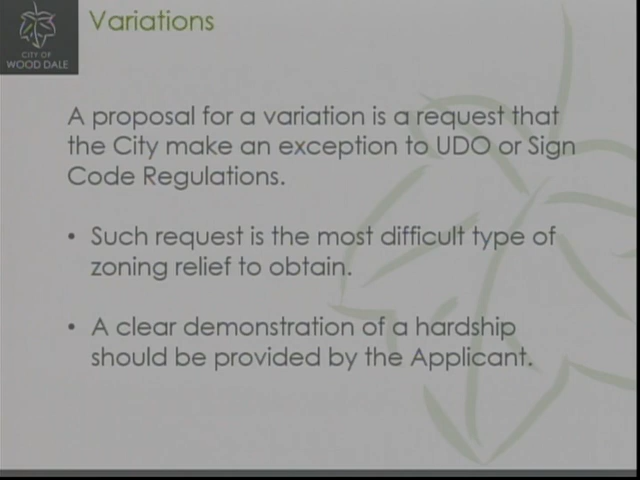 Variations
CITY OF
WOOD DALE
A proposal for a variation is a request that
the City make an exception to UDO or Sign
Code Regulations.
• Such request is the most difficult type of
zoning relief to obtain.
• A clear demonstration of a hardship
should be provided by the Applicant.